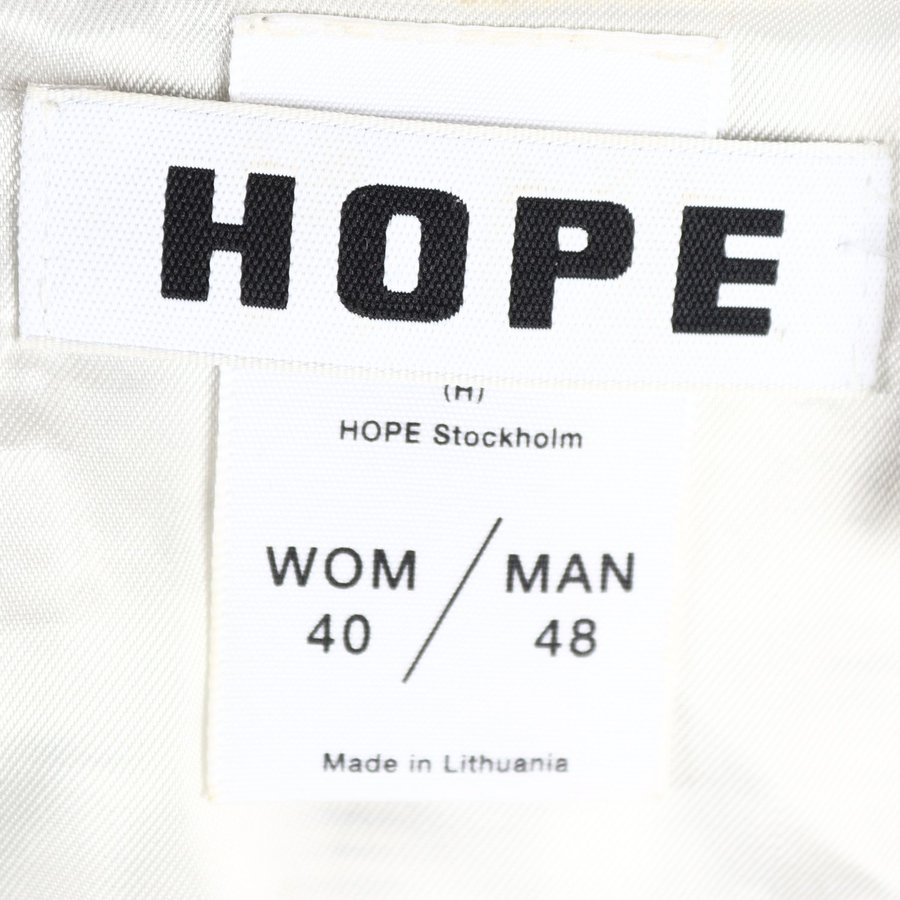 HOPE
(H)
HOPE Stockholm
WOM / MAN
40 48
Made in Lithuania